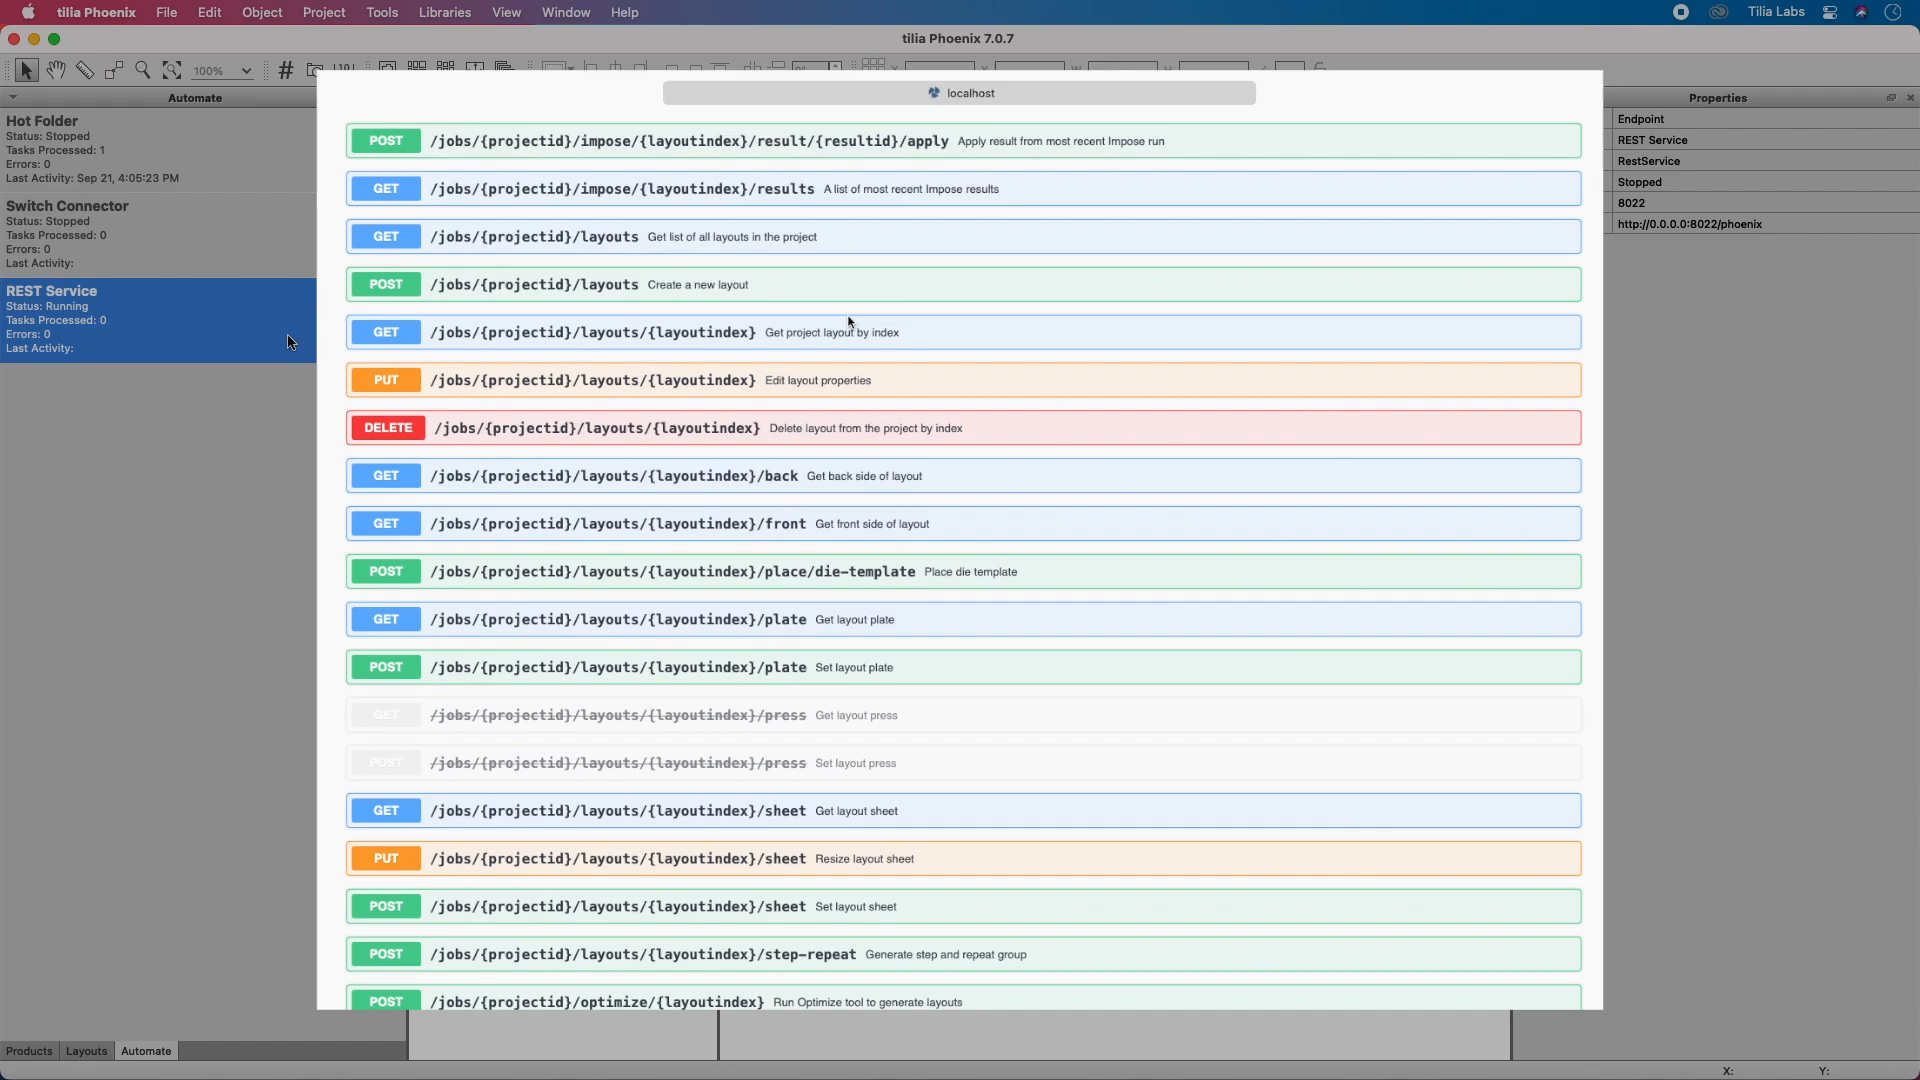 tilia Phoenix File Edit Object Project Tools Libraries View Window Help Tilia Labs
tilia Phoenix 7.0.7
100%
Automate
Hot Folder
Status: Stopped
Tasks Processed: 1
Errors: 0
Last Activity: Sep 21, 4:05:23 PM
Switch Connector
Status: Stopped
Tasks Processed: 0
Errors: 0
Last Activity:
REST Service
Status: Running
Tasks Processed: 0
Errors: 0
Last Activity:
localhost
POST /jobs/{projectid}/impose/{layoutindex}/result/{resultid}/apply Apply result from most recent Impose run
GET /jobs/{projectid}/impose/{layoutindex}/results A list of most recent Impose results
GET /jobs/{projectid}/layouts Get list of all layouts in the project
POST /jobs/{projectid}/layouts Create a new layout
GET /jobs/{projectid}/layouts/{layoutindex} Get project layout by index
PUT /jobs/{projectid}/layouts/{layoutindex} Edit layout properties
DELETE /jobs/{projectid}/layouts/{layoutindex} Delete layout from the project by index
GET /jobs/{projectid}/layouts/{layoutindex}/back Get back side of layout
GET /jobs/{projectid}/layouts/{layoutindex}/front Get front side of layout
POST /jobs/{projectid}/layouts/{layoutindex}/place/die-template Place die template
GET /jobs/{projectid}/layouts/{layoutindex}/plate Get layout plate
POST /jobs/{projectid}/layouts/{layoutindex}/plate Set layout plate
GET /jobs/{projectid}/layouts/{layoutindex}/press Get layout press
POST /jobs/{projectid}/layouts/{layoutindex}/press Set layout press
GET /jobs/{projectid}/layouts/{layoutindex}/sheet Get layout sheet
PUT /jobs/{projectid}/layouts/{layoutindex}/sheet Resize layout sheet
POST /jobs/{projectid}/layouts/{layoutindex}/sheet Set layout sheet
POST /jobs/{projectid}/layouts/{layoutindex}/step-repeat Generate step and repeat group
POST /jobs/{projectid}/optimize/{layoutindex} Run Optimize tool to generate layouts
Properties
Endpoint
REST Service
RestService
Stopped
8022
http://0.0.0.0:8022/phoenix
Products Layouts Automate
X: Y: